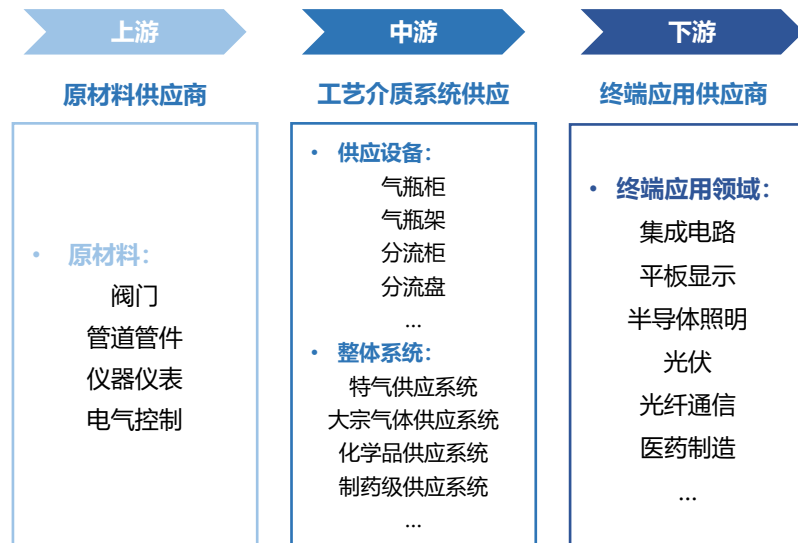 上游
原材料供应商
• 原材料：
阀门
管道管件
仪器仪表
电气控制
中游
工艺介质系统供应
• 供应设备：
气瓶柜
气瓶架
分流柜
分流盘
...
• 整体系统：
特气供应系统
大宗气体供应系统
化学品供应系统
制药级供应系统
...
下游
终端应用供应商
• 终端应用领域：
集成电路
平板显示
半导体照明
光伏
光纤通信
医药制造
...